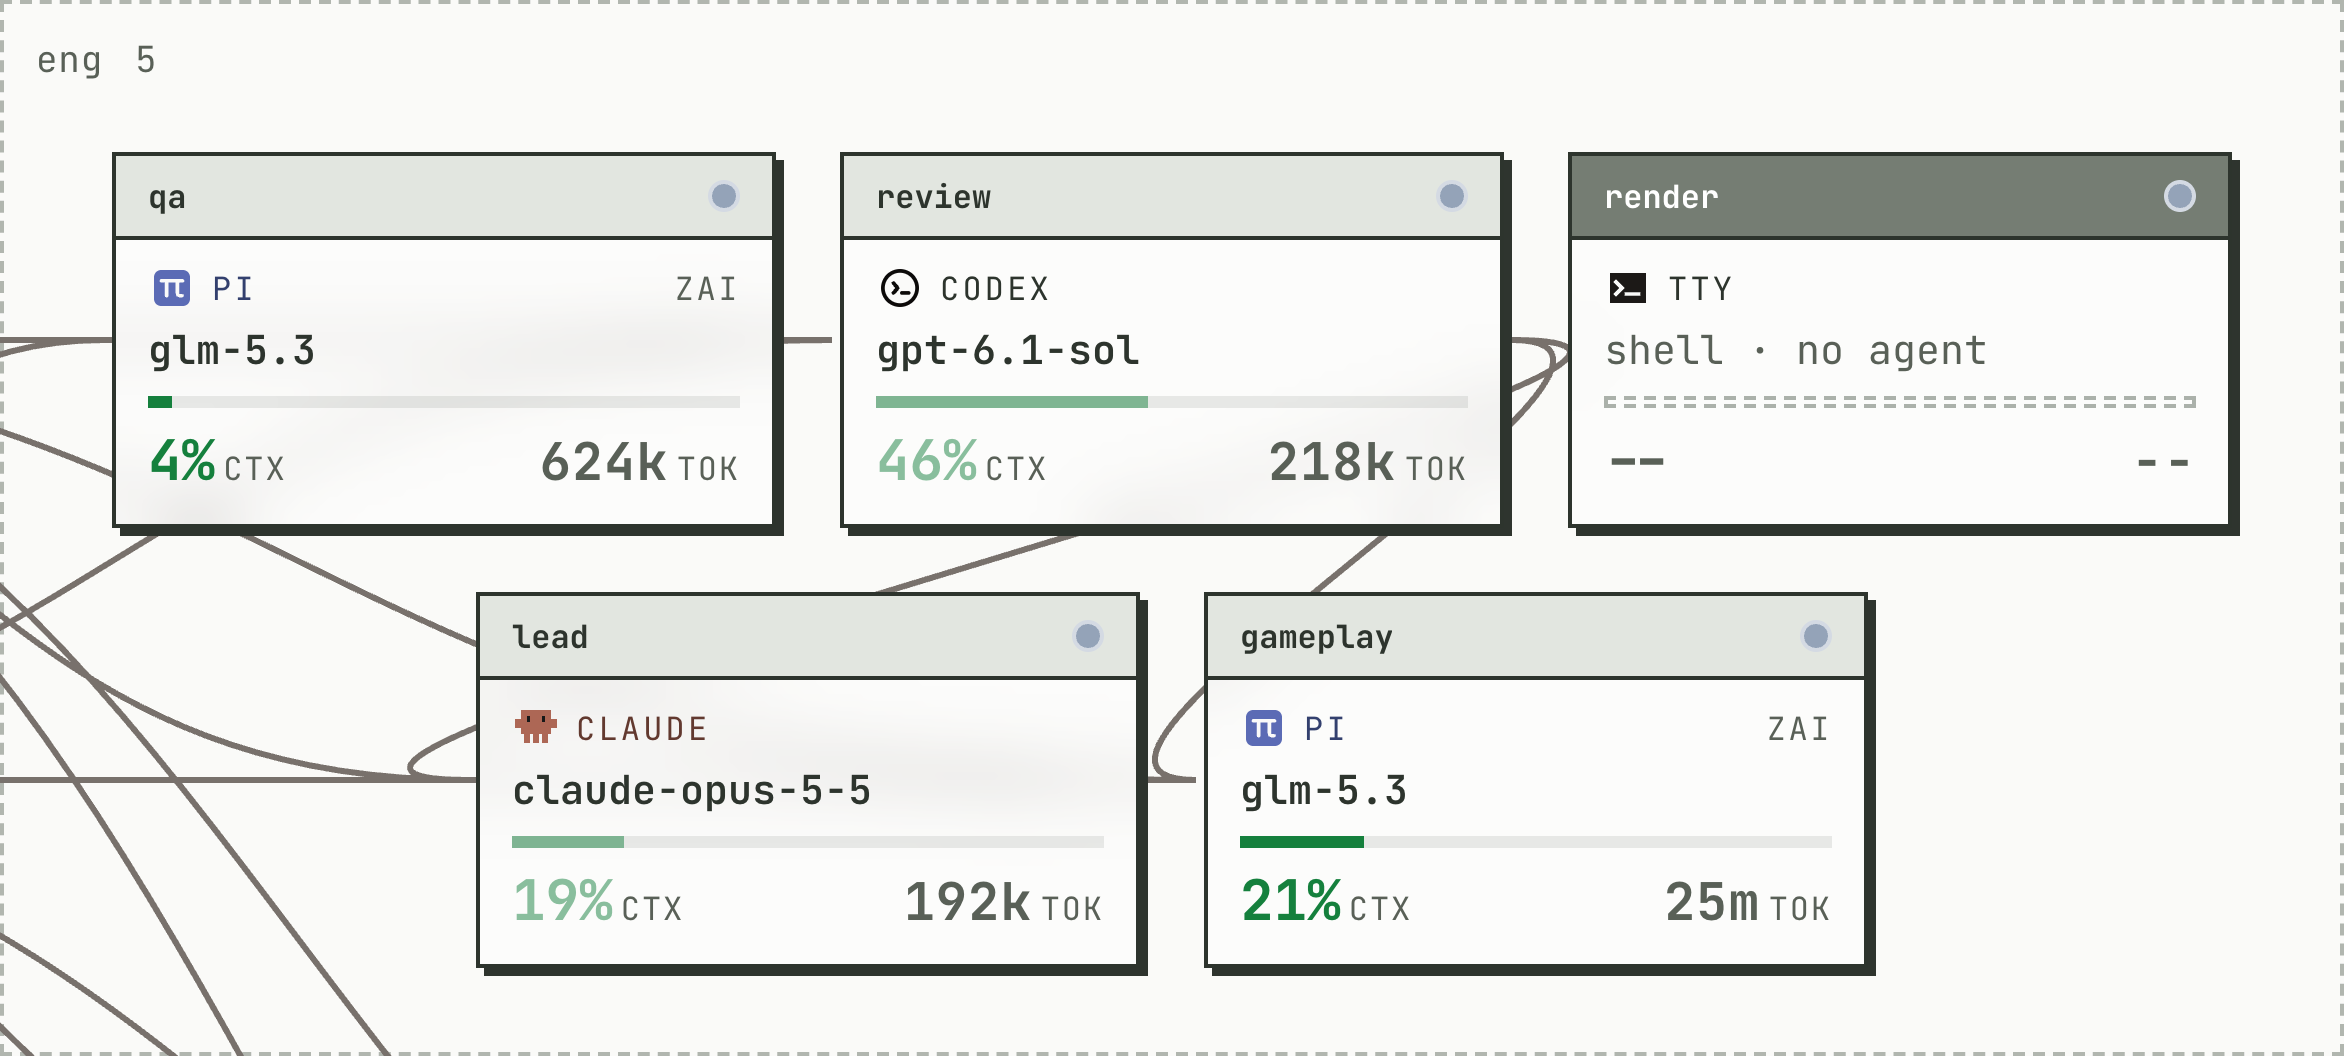 eng 5
qa
PI ZAI
glm-5.3
4% CTX 624k TOK
review
CODEX
gpt-6.1-sol
46% CTX 218k TOK
render
TTY
shell · no agent
-- --
lead
CLAUDE
claude-opus-5-5
19% CTX 192k TOK
gameplay
PI ZAI
glm-5.3
21% CTX 25m TOK